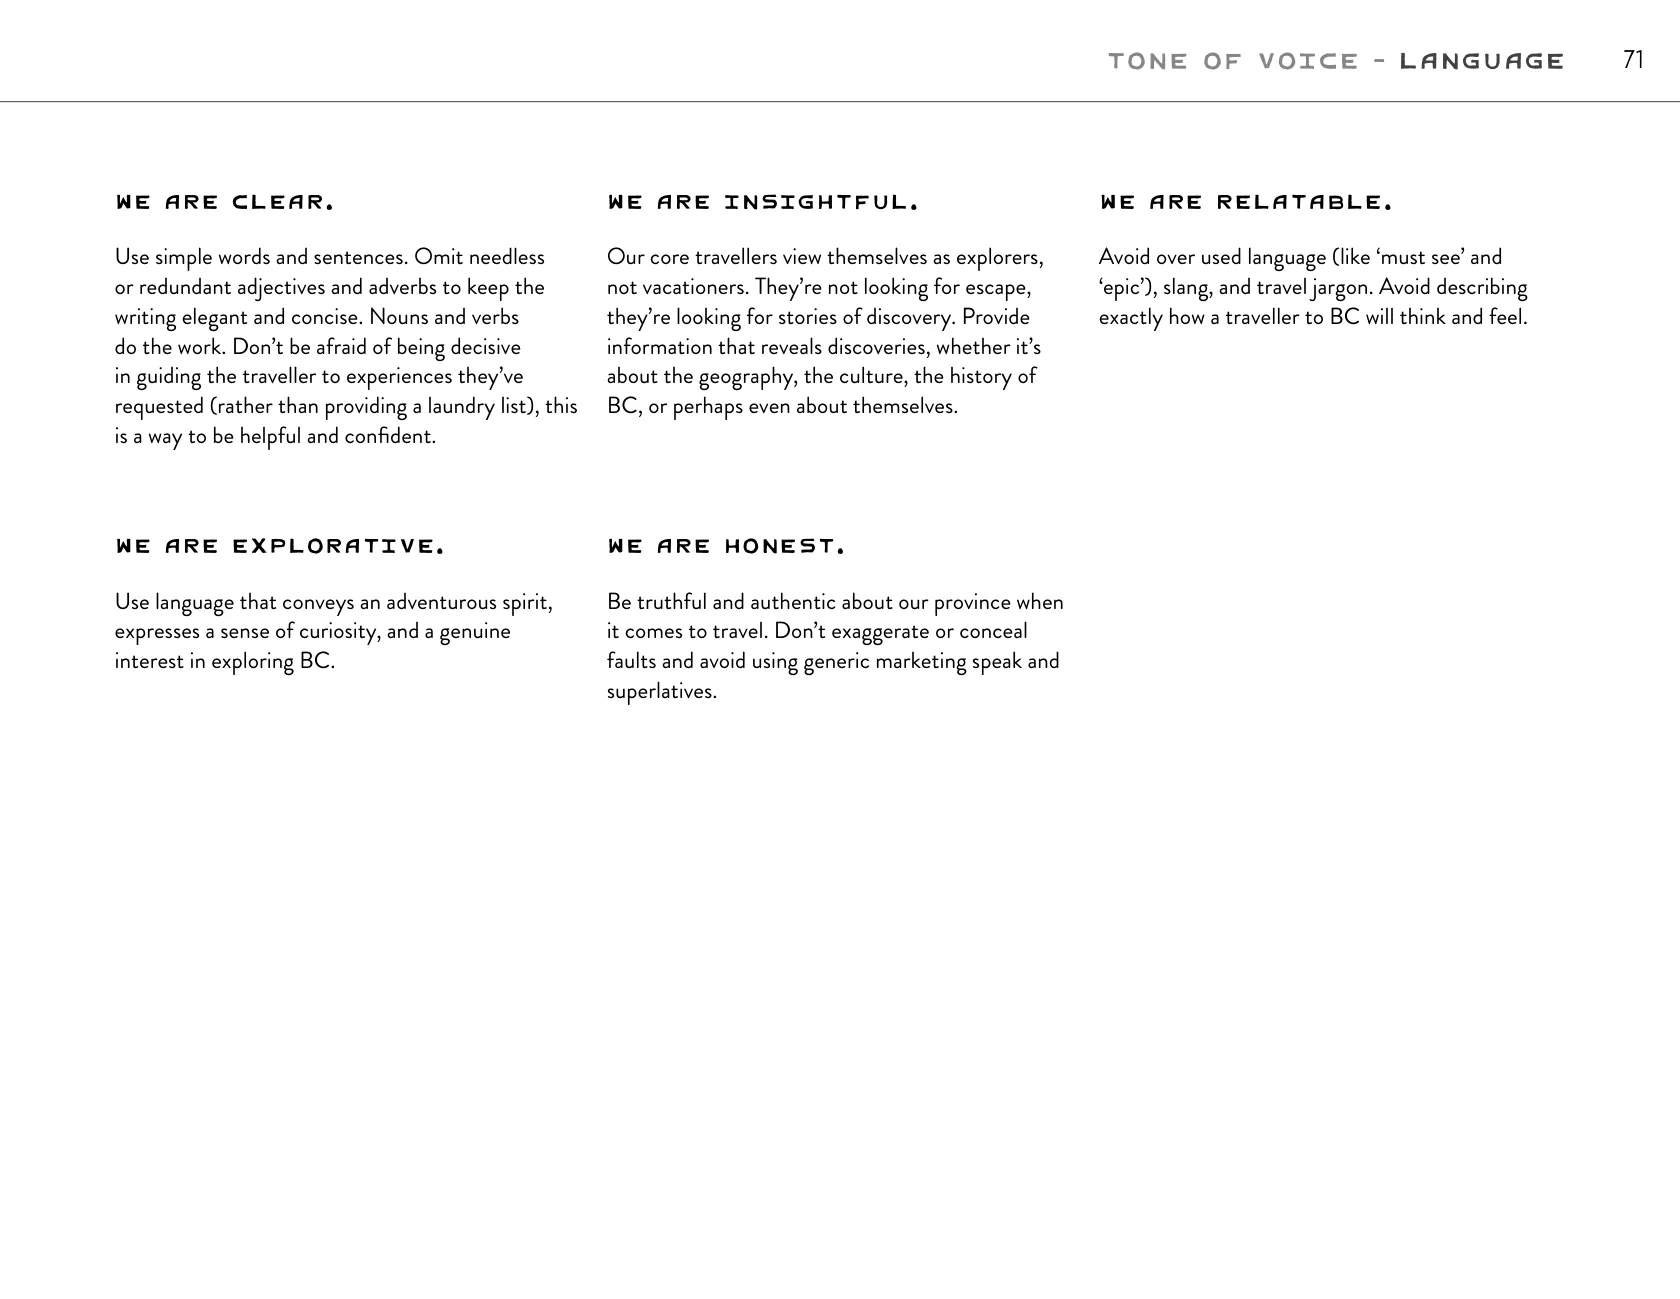 TONE OF VOICE - LANGUAGE 71
WE ARE CLEAR.
Use simple words and sentences. Omit needless
or redundant adjectives and adverbs to keep the
writing elegant and concise. Nouns and verbs
do the work. Don’t be afraid of being decisive
in guiding the traveller to experiences they’ve
requested (rather than providing a laundry list), this
is a way to be helpful and confident.
WE ARE INSIGHTFUL.
Our core travellers view themselves as explorers,
not vacationers. They’re not looking for escape,
they’re looking for stories of discovery. Provide
information that reveals discoveries, whether it’s
about the geography, the culture, the history of
BC, or perhaps even about themselves.
WE ARE RELATABLE.
Avoid over used language (like ‘must see’ and
‘epic’), slang, and travel jargon. Avoid describing
exactly how a traveller to BC will think and feel.
WE ARE EXPLORATIVE.
Use language that conveys an adventurous spirit,
expresses a sense of curiosity, and a genuine
interest in exploring BC.
WE ARE HONEST.
Be truthful and authentic about our province when
it comes to travel. Don’t exaggerate or conceal
faults and avoid using generic marketing speak and
superlatives.